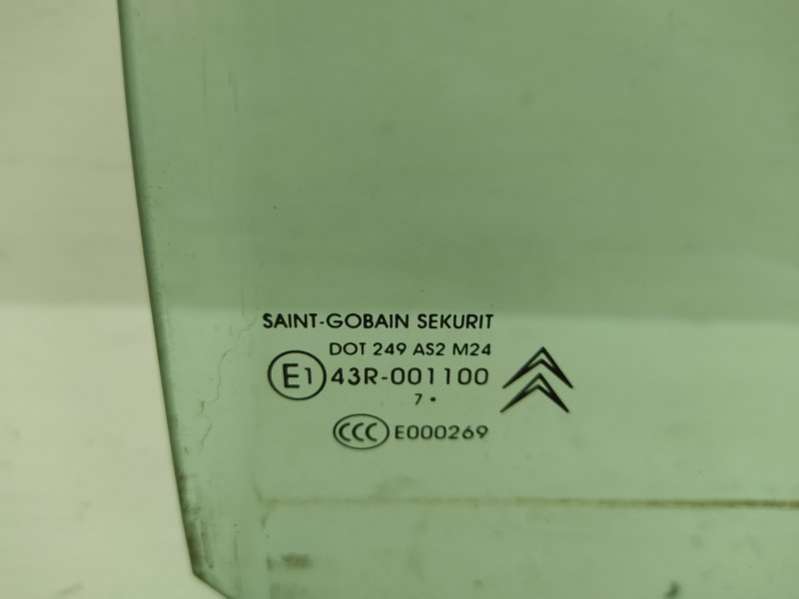 SAINT-GOBAIN SEKURIT
DOT 249 AS2 M24
E1 43R-001100
7 •
CCC E000269